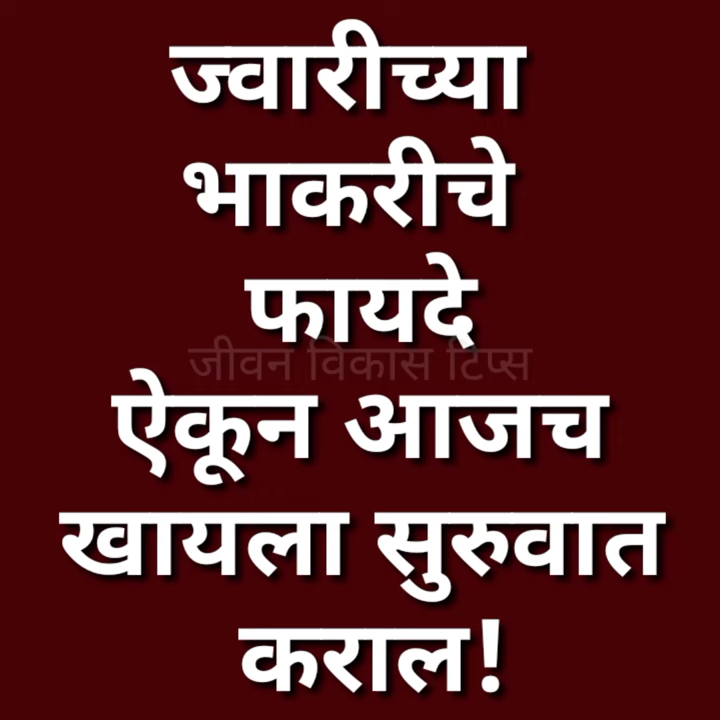 ज्वारीच्या
भाकरीचे
फायदे
जीवन विकास टिप्स
ऐकून आजच
खायला सुरुवात
कराल!